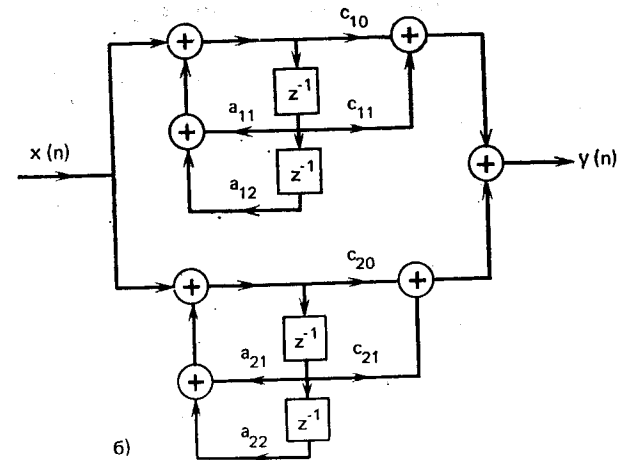 c10
+
+
z⁻¹
a11
c11
+
x (n)
z⁻¹
a12
+
y (n)
c20
+
+
z⁻¹
a21
c21
+
z⁻¹
a22
б)